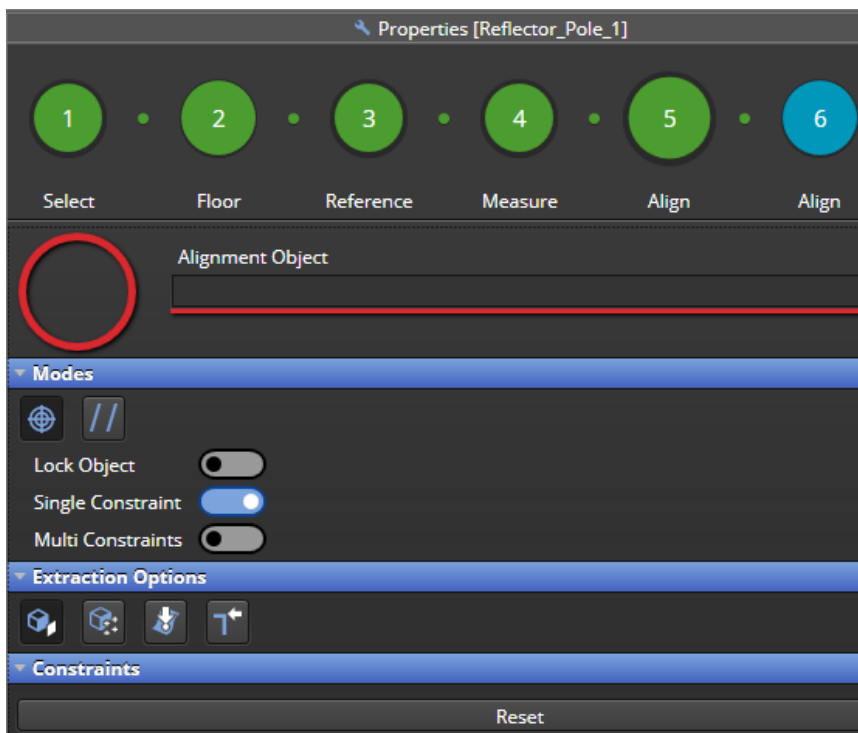 Properties [Reflector_Pole_1]
1 2 3 4 5 6
Select Floor Reference Measure Align Align
Alignment Object
Modes
Lock Object
Single Constraint
Multi Constraints
Extraction Options
Constraints
Reset